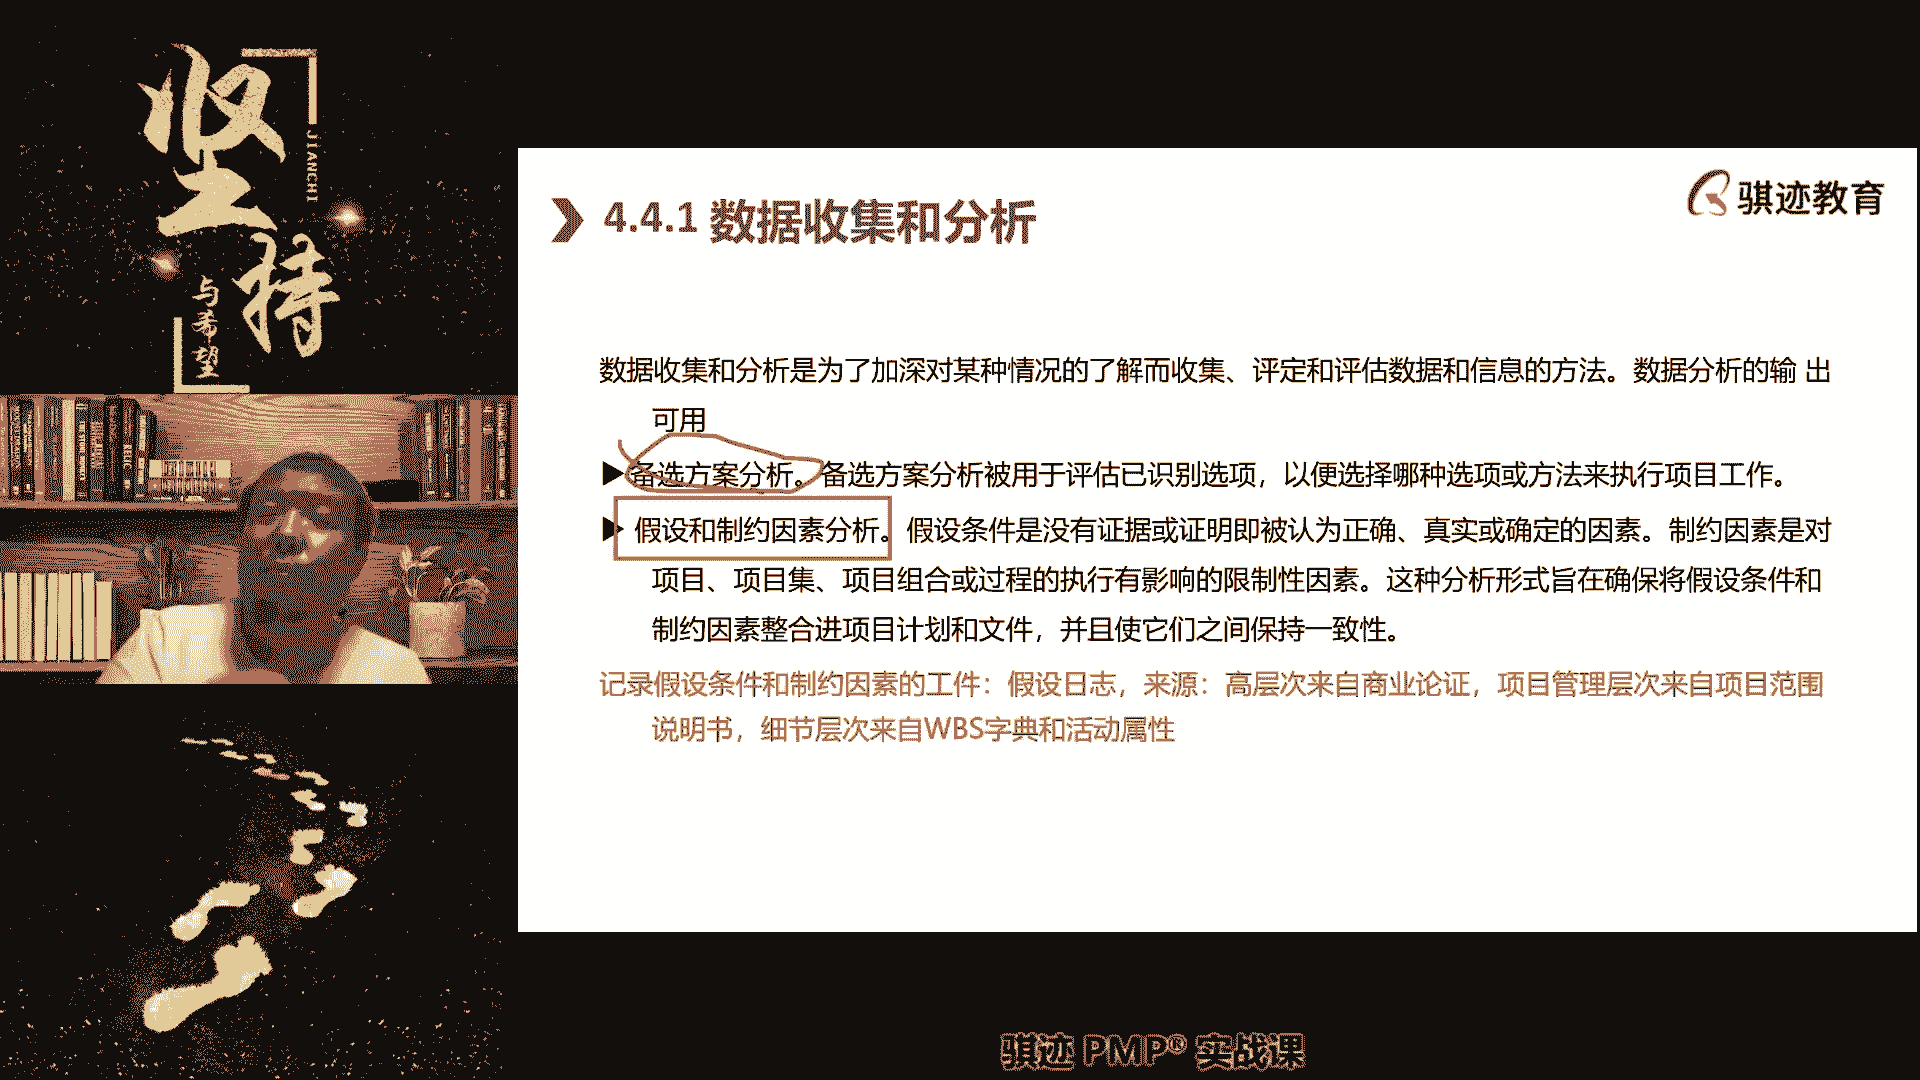 坚持
JIANCHI
与希望
骐迹教育
4.4.1 数据收集和分析
数据收集和分析是为了加深对某种情况的了解而收集、评定和评估数据和信息的方法。数据分析的输 出
可用
备选方案分析。备选方案分析被用于评估已识别选项，以便选择哪种选项或方法来执行项目工作。
假设和制约因素分析。假设条件是没有证据或证明即被认为正确、真实或确定的因素。制约因素是对
项目、项目集、项目组合或过程的执行有影响的限制性因素。这种分析形式旨在确保将假设条件和
制约因素整合进项目计划和文件，并且使它们之间保持一致性。
记录假设条件和制约因素的工件：假设日志，来源：高层次来自商业论证，项目管理层次来自项目范围
说明书，细节层次来自WBS字典和活动属性
骐迹 PMP® 实战课